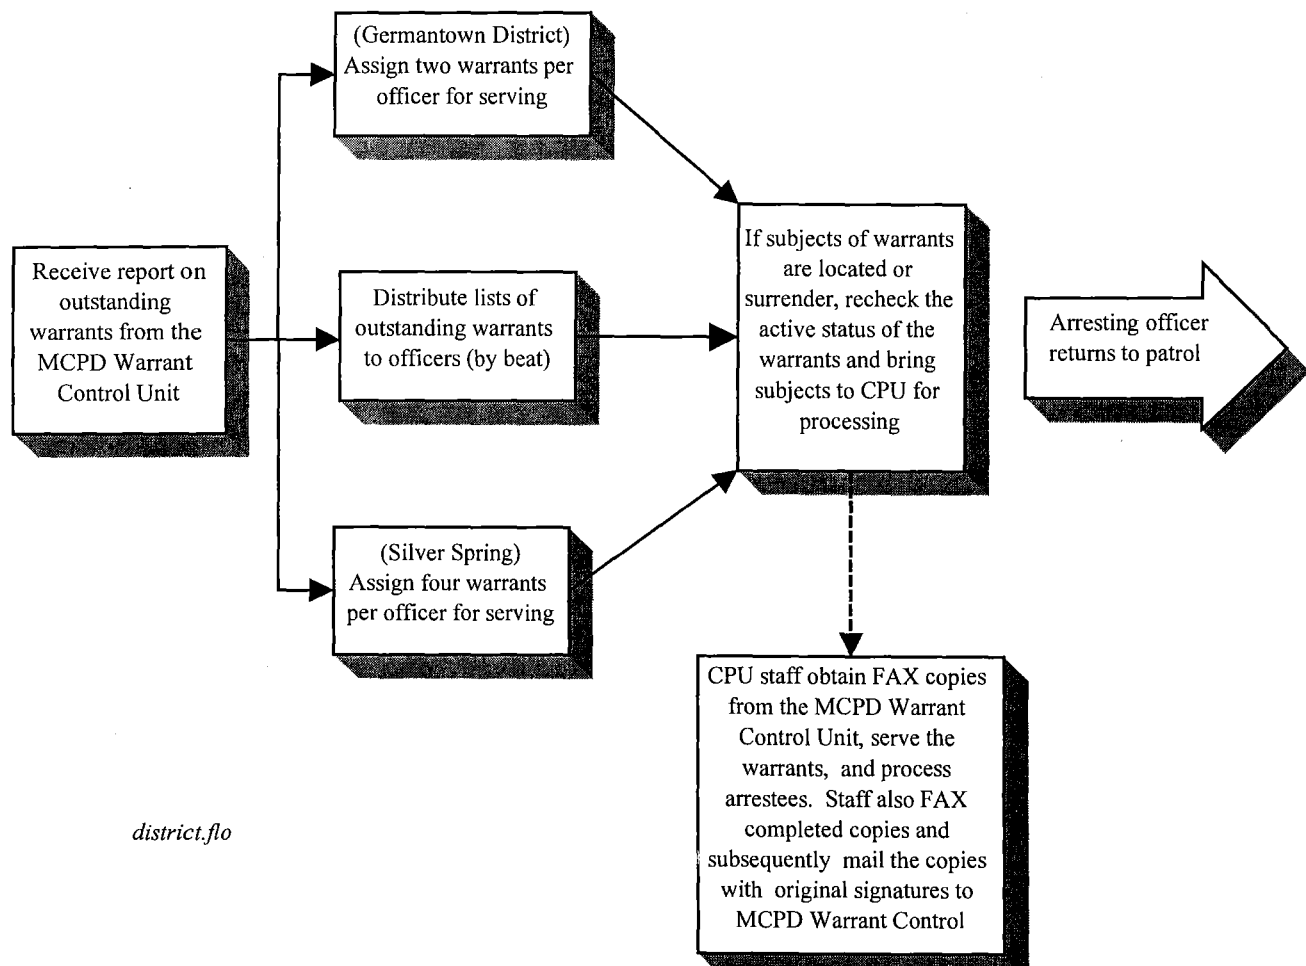 (Germantown District)
Assign two warrants per
officer for serving
Receive report on
outstanding
warrants from the
MCPD Warrant
Control Unit
Distribute lists of
outstanding warrants
to officers (by beat)
(Silver Spring)
Assign four warrants
per officer for serving
If subjects of warrants
are located or
surrender, recheck the
active status of the
warrants and bring
subjects to CPU for
processing
Arresting officer
returns to patrol
CPU staff obtain FAX copies
from the MCPD Warrant
Control Unit, serve the
warrants, and process
arrestees. Staff also FAX
completed copies and
subsequently mail the copies
with original signatures to
MCPD Warrant Control
district.flo